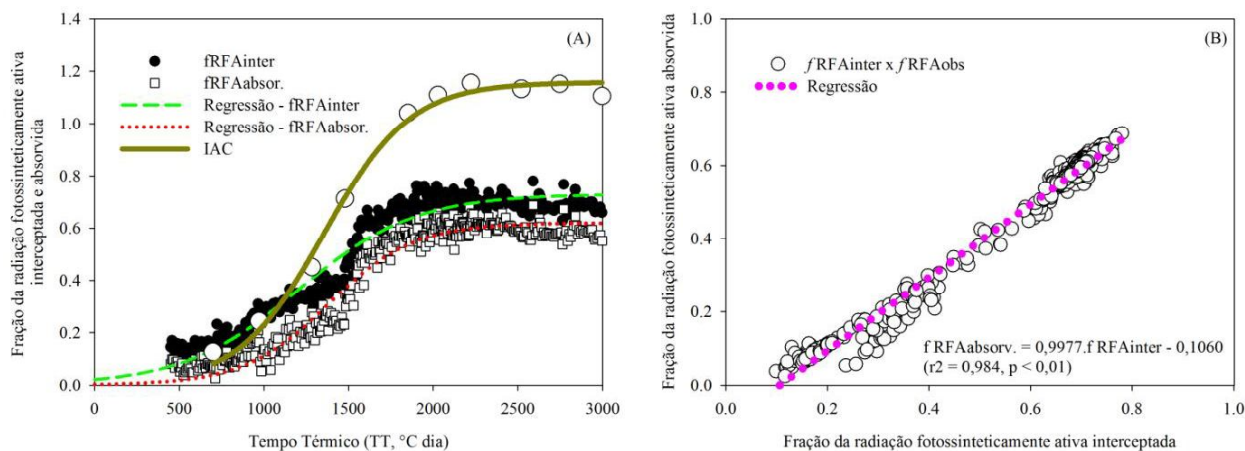 (A)
fRFAinter
fRFAabsor.
Regressão - fRFAinter
Regressão - fRFAabsor.
IAC
Fração da radiação fotossinteticamente ativa
interceptada e absorvida
1.4
1.2
1.0
0.8
0.6
0.4
0.2
0.0
0
500
1000
1500
2000
2500
3000
Tempo Térmico (TT, °C dia)
(B)
f RFAinter x f RFAobs
Regressão
Fração da radiação fotossinteticamente ativa absorvida
1.0
0.8
0.6
0.4
0.2
0.0
f RFAabsorv. = 0,9977.f RFAinter - 0,1060
(r2 = 0,984, p < 0,01)
0.0
0.2
0.4
0.6
0.8
1.0
Fração da radiação fotossinteticamente ativa interceptada